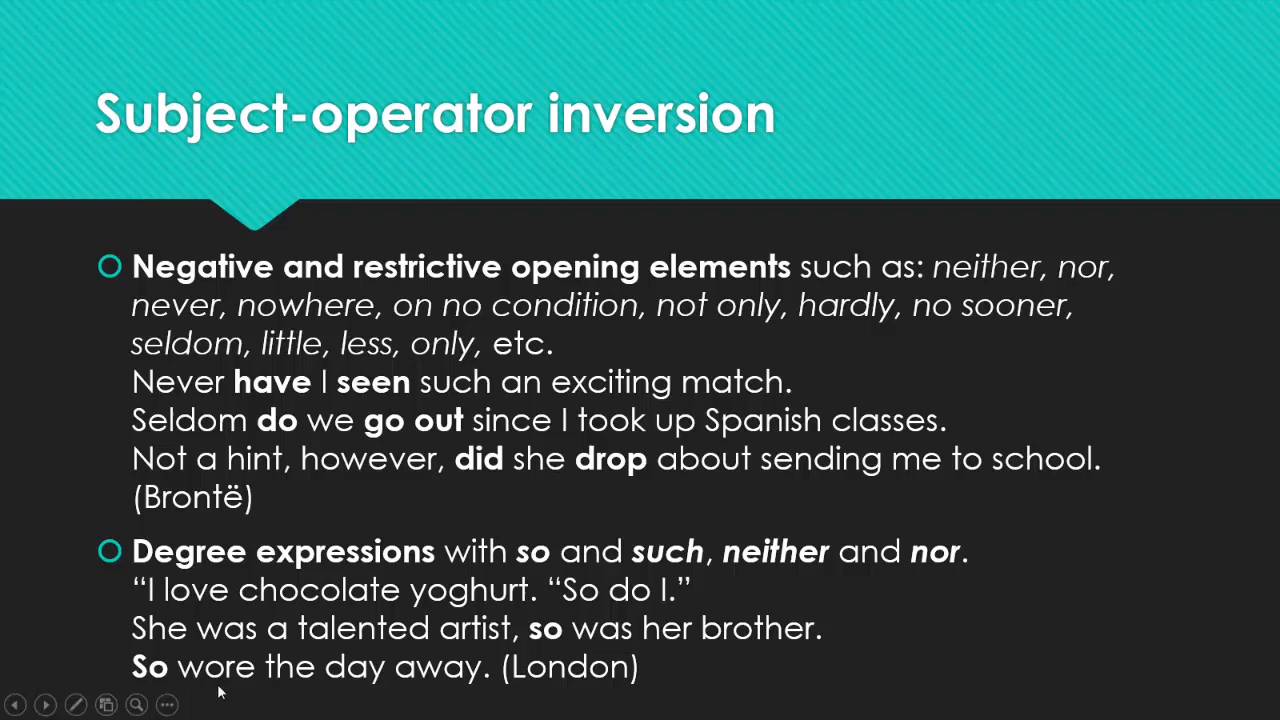 Subject-operator inversion
Negative and restrictive opening elements such as: neither, nor,
never, nowhere, on no condition, not only, hardly, no sooner,
seldom, little, less, only, etc.
Never have I seen such an exciting match.
Seldom do we go out since I took up Spanish classes.
Not a hint, however, did she drop about sending me to school.
(Brontë)
Degree expressions with so and such, neither and nor.
“I love chocolate yoghurt. “So do I.”
She was a talented artist, so was her brother.
So wore the day away. (London)